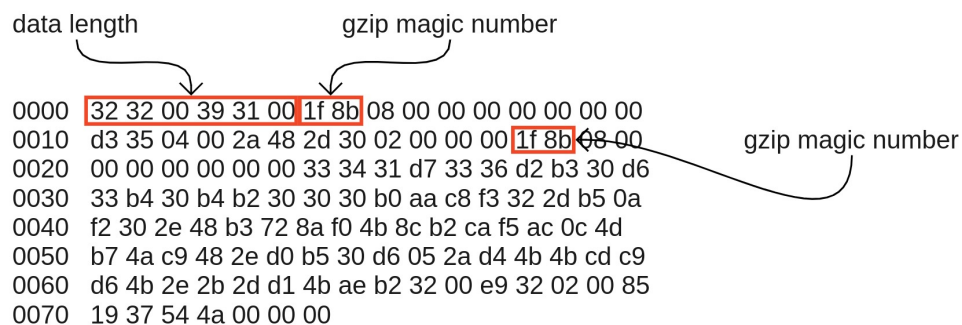 data length
gzip magic number
0000 32 32 00 39 31 00 1f 8b 08 00 00 00 00 00 00 00
0010 d3 35 04 00 2a 48 2d 30 02 00 00 00 1f 8b 08 00
gzip magic number
0020 00 00 00 00 00 00 33 34 31 d7 33 36 d2 b3 30 d6
0030 33 b4 30 b4 b2 30 30 30 b0 aa c8 f3 32 2d b5 0a
0040 f2 30 2e 48 b3 72 8a f0 4b 8c b2 ca f5 ac 0c 4d
0050 b7 4a c9 48 2e d0 b5 30 d6 05 2a d4 4b 4b cd c9
0060 d6 4b 2e 2b 2d d1 4b ae b2 32 00 e9 32 02 00 85
0070 19 37 54 4a 00 00 00